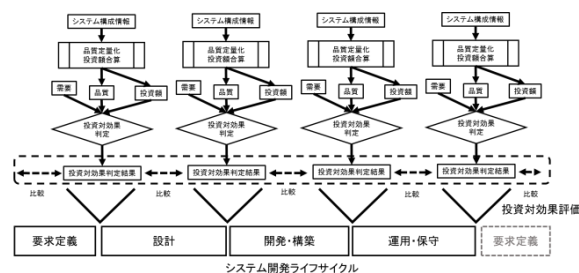 システム構成情報
システム構成情報
システム構成情報
システム構成情報
品質定量化
投資額合算
品質定量化
投資額合算
品質定量化
投資額合算
品質定量化
投資額合算
需要
品質
投資額
需要
品質
投資額
需要
品質
投資額
需要
品質
投資額
投資対効果
判定
投資対効果
判定
投資対効果
判定
投資対効果
判定
投資対効果判定結果
投資対効果判定結果
投資対効果判定結果
投資対効果判定結果
比較
比較
比較
比較
比較
投資対効果評価
要求定義
設計
開発・構築
運用・保守
要求定義
システム開発ライフサイクル